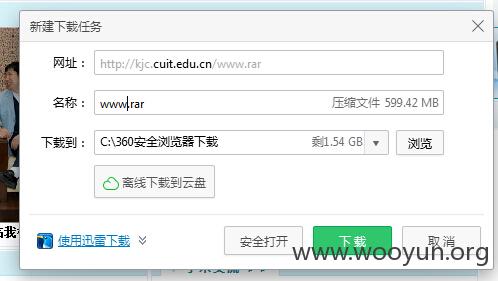 新建下载任务
网址: http://kjc.cuit.edu.cn/www.rar
名称: www.rar 压缩文件 599.42 MB
下载到: C:\360安全浏览器下载 剩1.54 GB 浏览
离线下载到云盘
使用迅雷下载 安全打开 下载 取消
www.wooyun.org